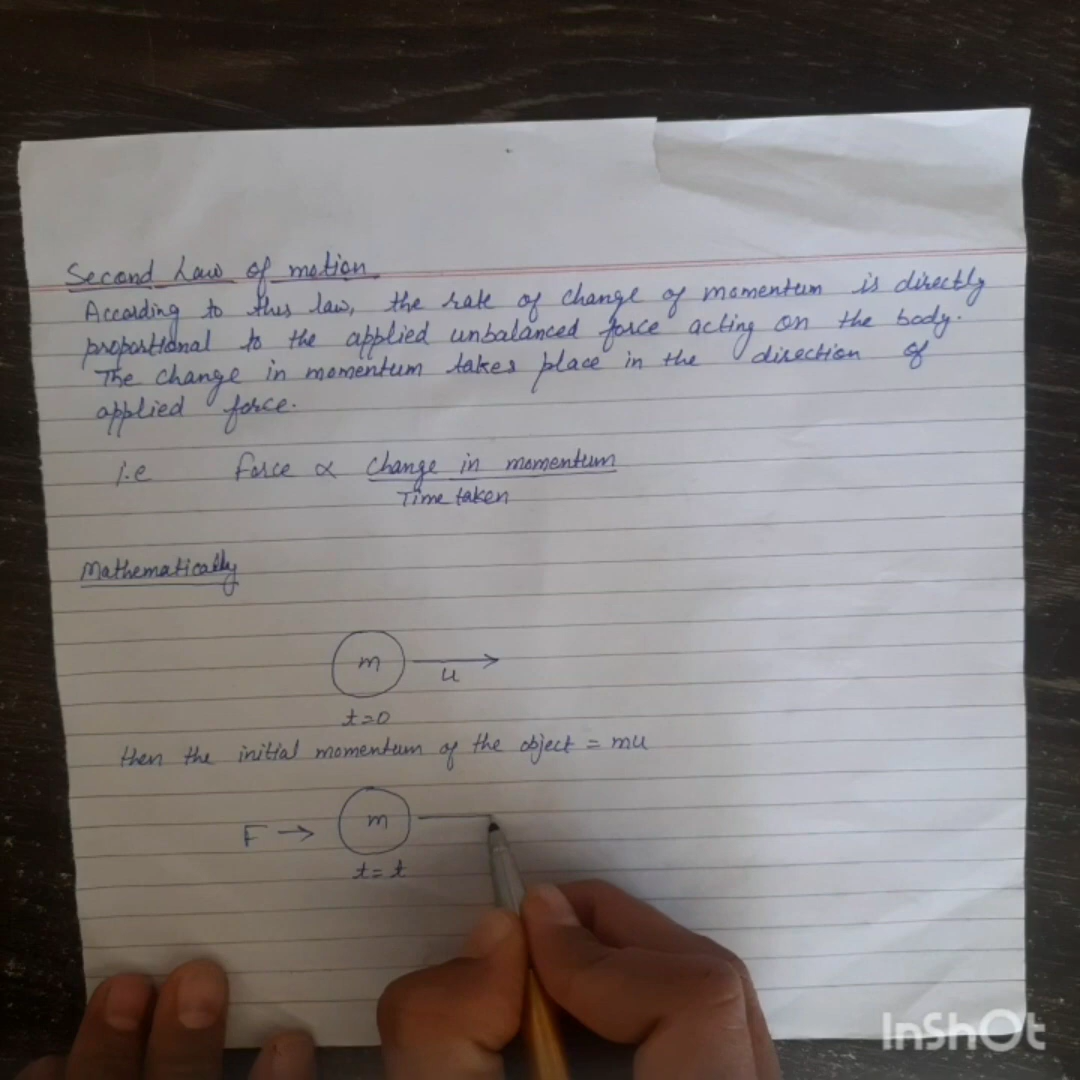 Second Law of motion
According to this law, the rate of change of momentum is directly
proportional to the applied unbalanced force acting on the body.
The change in momentum takes place in the direction of
applied force.
i.e Force ∝ Change in momentum
Time taken
Mathematically
m
u
t=0
then the initial momentum of the object = mu
F → m
t=t
InShOt